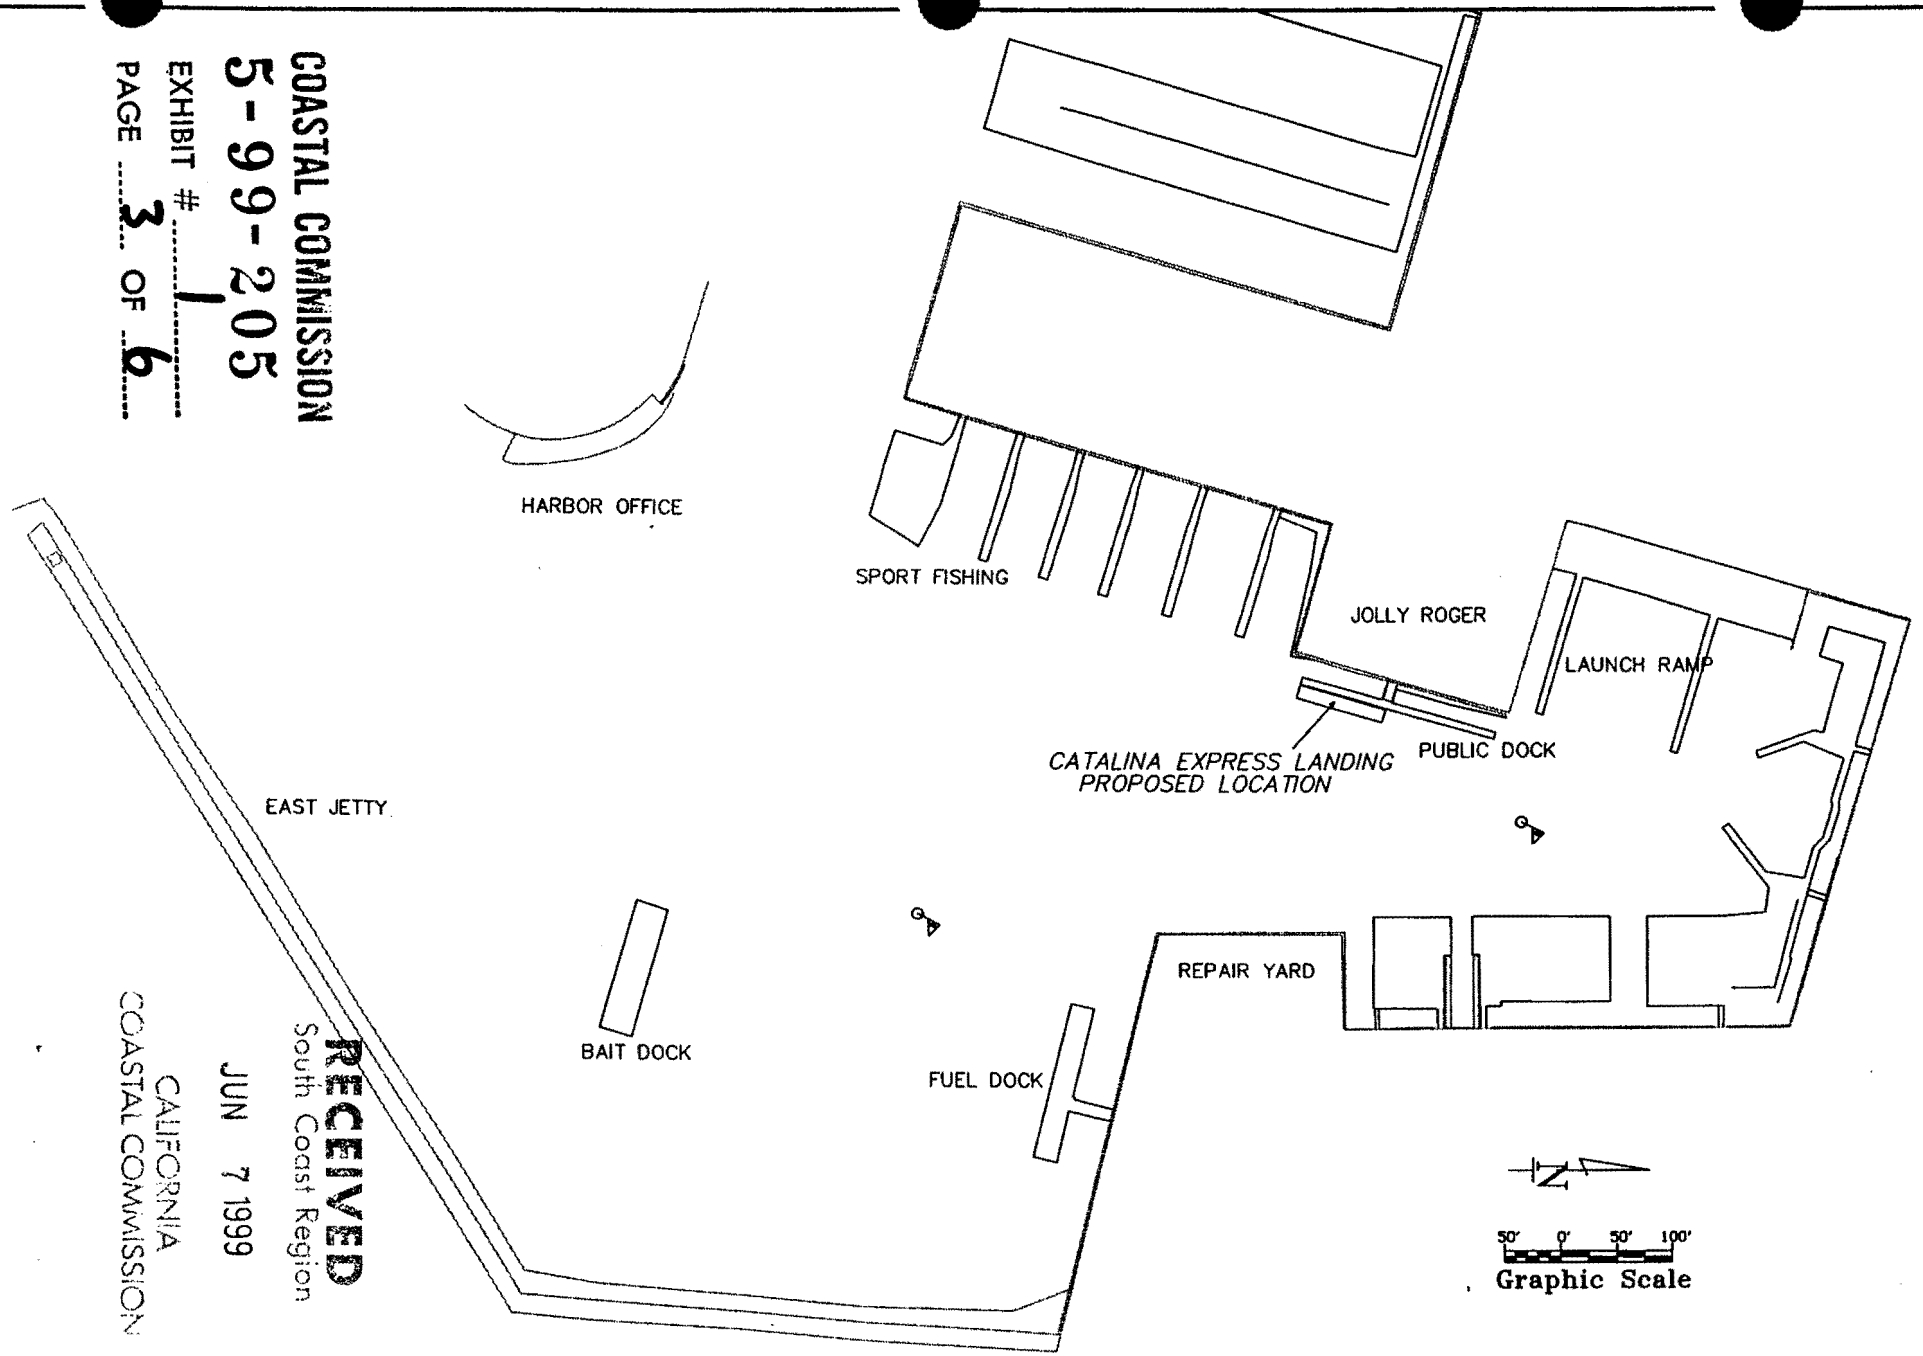 COASTAL COMMISSION
5-99-205
EXHIBIT # 1
PAGE 3 OF 6
HARBOR OFFICE
SPORT FISHING
JOLLY ROGER
LAUNCH RAMP
CATALINA EXPRESS LANDING
PROPOSED LOCATION
PUBLIC DOCK
EAST JETTY
REPAIR YARD
BAIT DOCK
FUEL DOCK
RECEIVED
South Coast Region
JUN 7 1999
CALIFORNIA
COASTAL COMMISSION
N
50' 0' 50' 100'
Graphic Scale